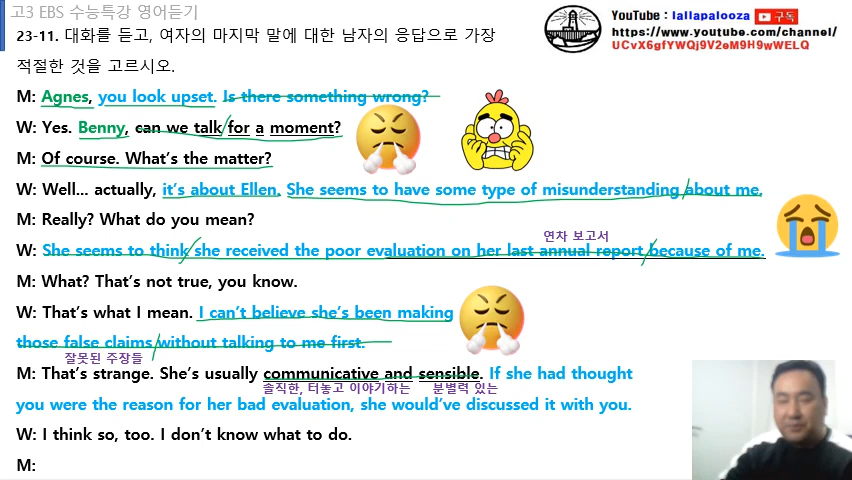 고3 EBS 수능특강 영어듣기
YouTube : lallapalooza 구독
https://www.youtube.com/channel/
UCvX6gfYWQj9V2eM9H9wWELQ
23-11. 대화를 듣고, 여자의 마지막 말에 대한 남자의 응답으로 가장
적절한 것을 고르시오.
M: Agnes, you look upset. Is there something wrong?
W: Yes. Benny, can we talk for a moment?
M: Of course. What's the matter?
W: Well... actually, it's about Ellen. She seems to have some type of misunderstanding about me.
M: Really? What do you mean?
연차 보고서
W: She seems to think she received the poor evaluation on her last annual report because of me.
M: What? That's not true, you know.
W: That's what I mean. I can't believe she's been making
those false claims without talking to me first.
잘못된 주장들
M: That's strange. She's usually communicative and sensible. If she had thought
솔직한, 터놓고 이야기하는 분별력 있는
you were the reason for her bad evaluation, she would've discussed it with you.
W: I think so, too. I don't know what to do.
M: